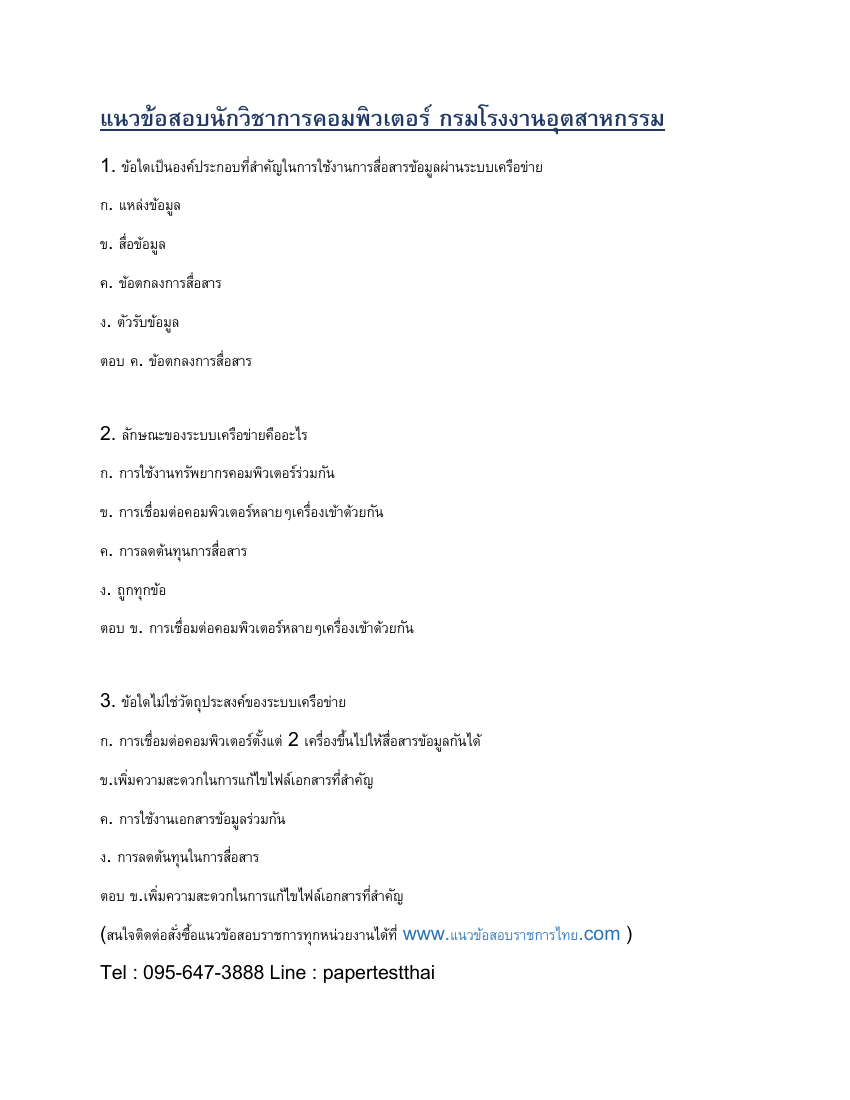 แนวข้อสอบนักวิชาการคอมพิวเตอร์ กรมโรงงานอุตสาหกรรม
1. ข้อใดเป็นองค์ประกอบที่สำคัญในการใช้งานการสื่อสารข้อมูลผ่านระบบเครือข่าย
ก. แหล่งข้อมูล
ข. สื่อข้อมูล
ค. ข้อตกลงการสื่อสาร
ง. ตัวรับข้อมูล
ตอบ ค. ข้อตกลงการสื่อสาร
2. ลักษณะของระบบเครือข่ายคืออะไร
ก. การใช้งานทรัพยากรคอมพิวเตอร์ร่วมกัน
ข. การเชื่อมต่อคอมพิวเตอร์หลายๆเครื่องเข้าด้วยกัน
ค. การลดต้นทุนการสื่อสาร
ง. ถูกทุกข้อ
ตอบ ข. การเชื่อมต่อคอมพิวเตอร์หลายๆเครื่องเข้าด้วยกัน
3. ข้อใดไม่ใช่วัตถุประสงค์ของระบบเครือข่าย
ก. การเชื่อมต่อคอมพิวเตอร์ตั้งแต่ 2 เครื่องขึ้นไปให้สื่อสารข้อมูลกันได้
ข.เพิ่มความสะดวกในการแก้ไขไฟล์เอกสารที่สำคัญ
ค. การใช้งานเอกสารข้อมูลร่วมกัน
ง. การลดต้นทุนในการสื่อสาร
ตอบ ข.เพิ่มความสะดวกในการแก้ไขไฟล์เอกสารที่สำคัญ
(สนใจติดต่อสั่งซื้อแนวข้อสอบราชการทุกหน่วยงานได้ที่ www.แนวข้อสอบราชการไทย.com )
Tel : 095-647-3888 Line : papertestthai